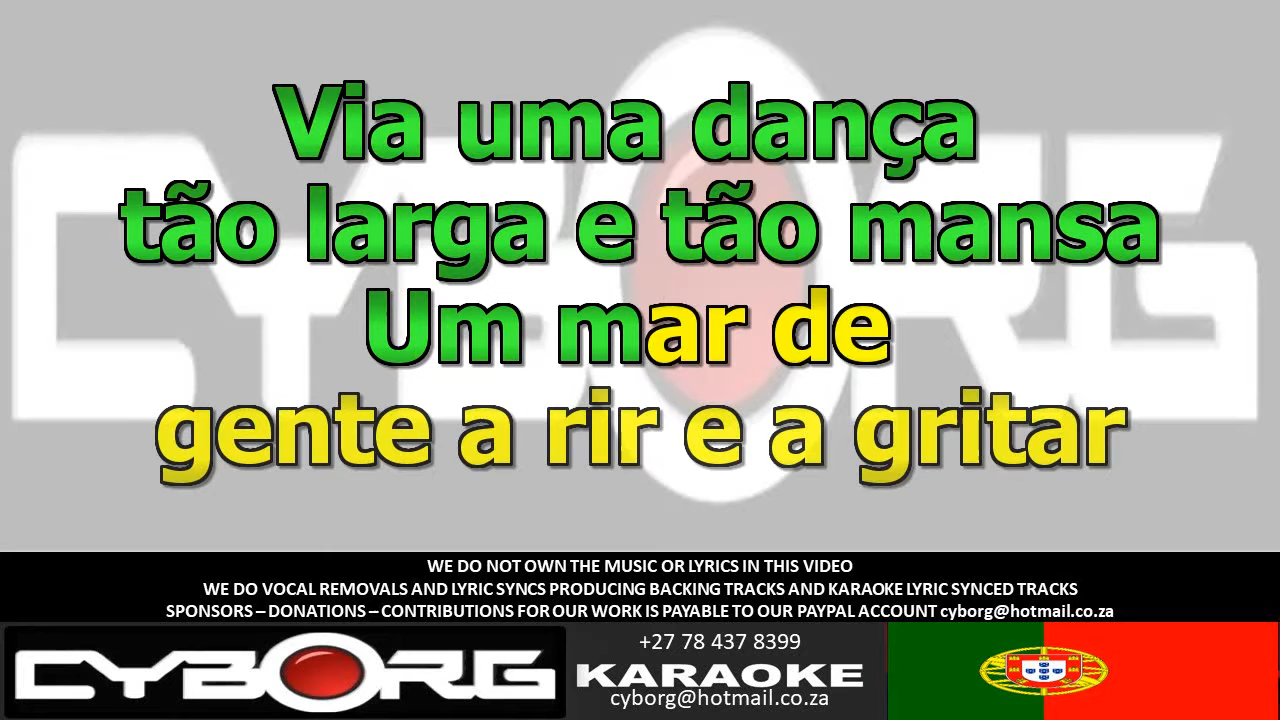 CYBORG
Via uma dança
tão larga e tão mansa
Um mar de
gente a rir e a gritar
WE DO NOT OWN THE MUSIC OR LYRICS IN THIS VIDEO
WE DO VOCAL REMOVALS AND LYRIC SYNCS PRODUCING BACKING TRACKS AND KARAOKE LYRIC SYNCED TRACKS
SPONSORS – DONATIONS – CONTRIBUTIONS FOR OUR WORK IS PAYABLE TO OUR PAYPAL ACCOUNT cyborg@hotmail.co.za
CYBORG
+27 78 437 8399
KARAOKE
cyborg@hotmail.co.za